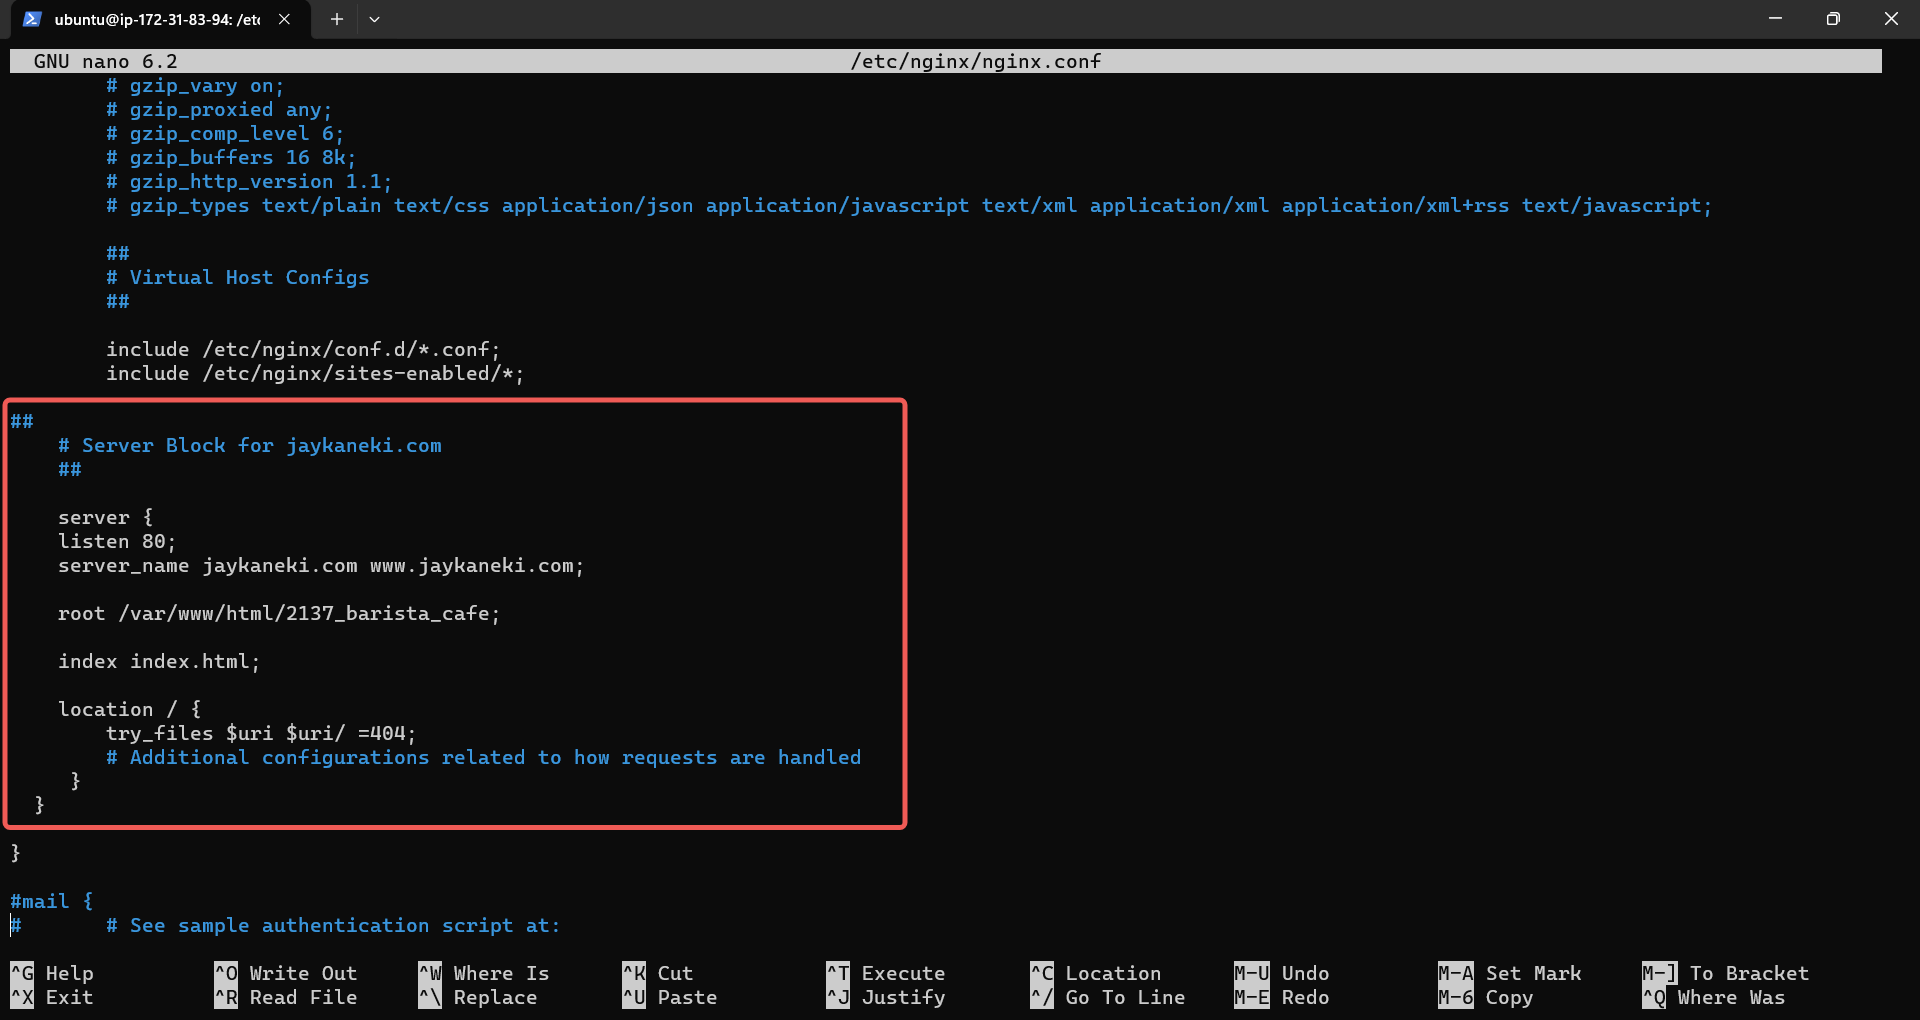 ubuntu@ip-172-31-83-94: /etc
GNU nano 6.2 /etc/nginx/nginx.conf
# gzip_vary on;
# gzip_proxied any;
# gzip_comp_level 6;
# gzip_buffers 16 8k;
# gzip_http_version 1.1;
# gzip_types text/plain text/css application/json application/javascript text/xml application/xml application/xml+rss text/javascript;
##
# Virtual Host Configs
##
include /etc/nginx/conf.d/*.conf;
include /etc/nginx/sites-enabled/*;
##
# Server Block for jaykaneki.com
##
server {
listen 80;
server_name jaykaneki.com www.jaykaneki.com;
root /var/www/html/2137_barista_cafe;
index index.html;
location / {
try_files $uri $uri/ =404;
# Additional configurations related to how requests are handled
}
}
}
#mail {
# # See sample authentication script at:
^G Help ^O Write Out ^W Where Is ^K Cut ^T Execute ^C Location M-U Undo M-A Set Mark M-] To Bracket
^X Exit ^R Read File ^\ Replace ^U Paste ^J Justify ^/ Go To Line M-E Redo M-6 Copy ^Q Where Was